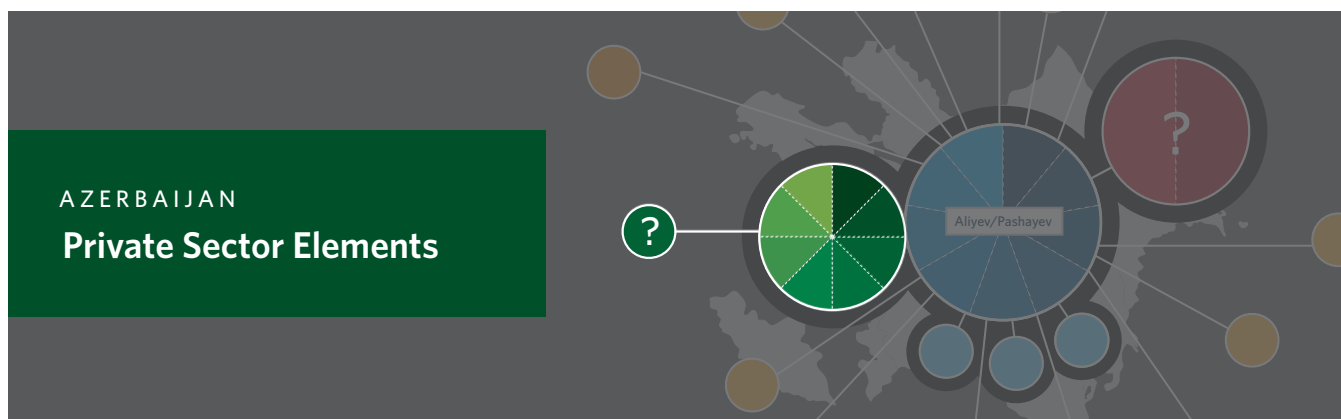 AZERBAIJAN
Private Sector Elements
?
Aliyev/Pashayev
?